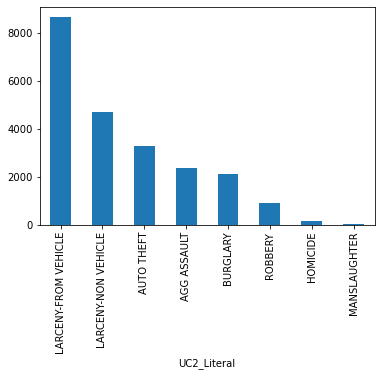 8000
6000
4000
2000
0
LARCENY-FROM VEHICLE
LARCENY-NON VEHICLE
AUTO THEFT
AGG ASSAULT
BURGLARY
ROBBERY
HOMICIDE
MANSLAUGHTER
UC2_Literal